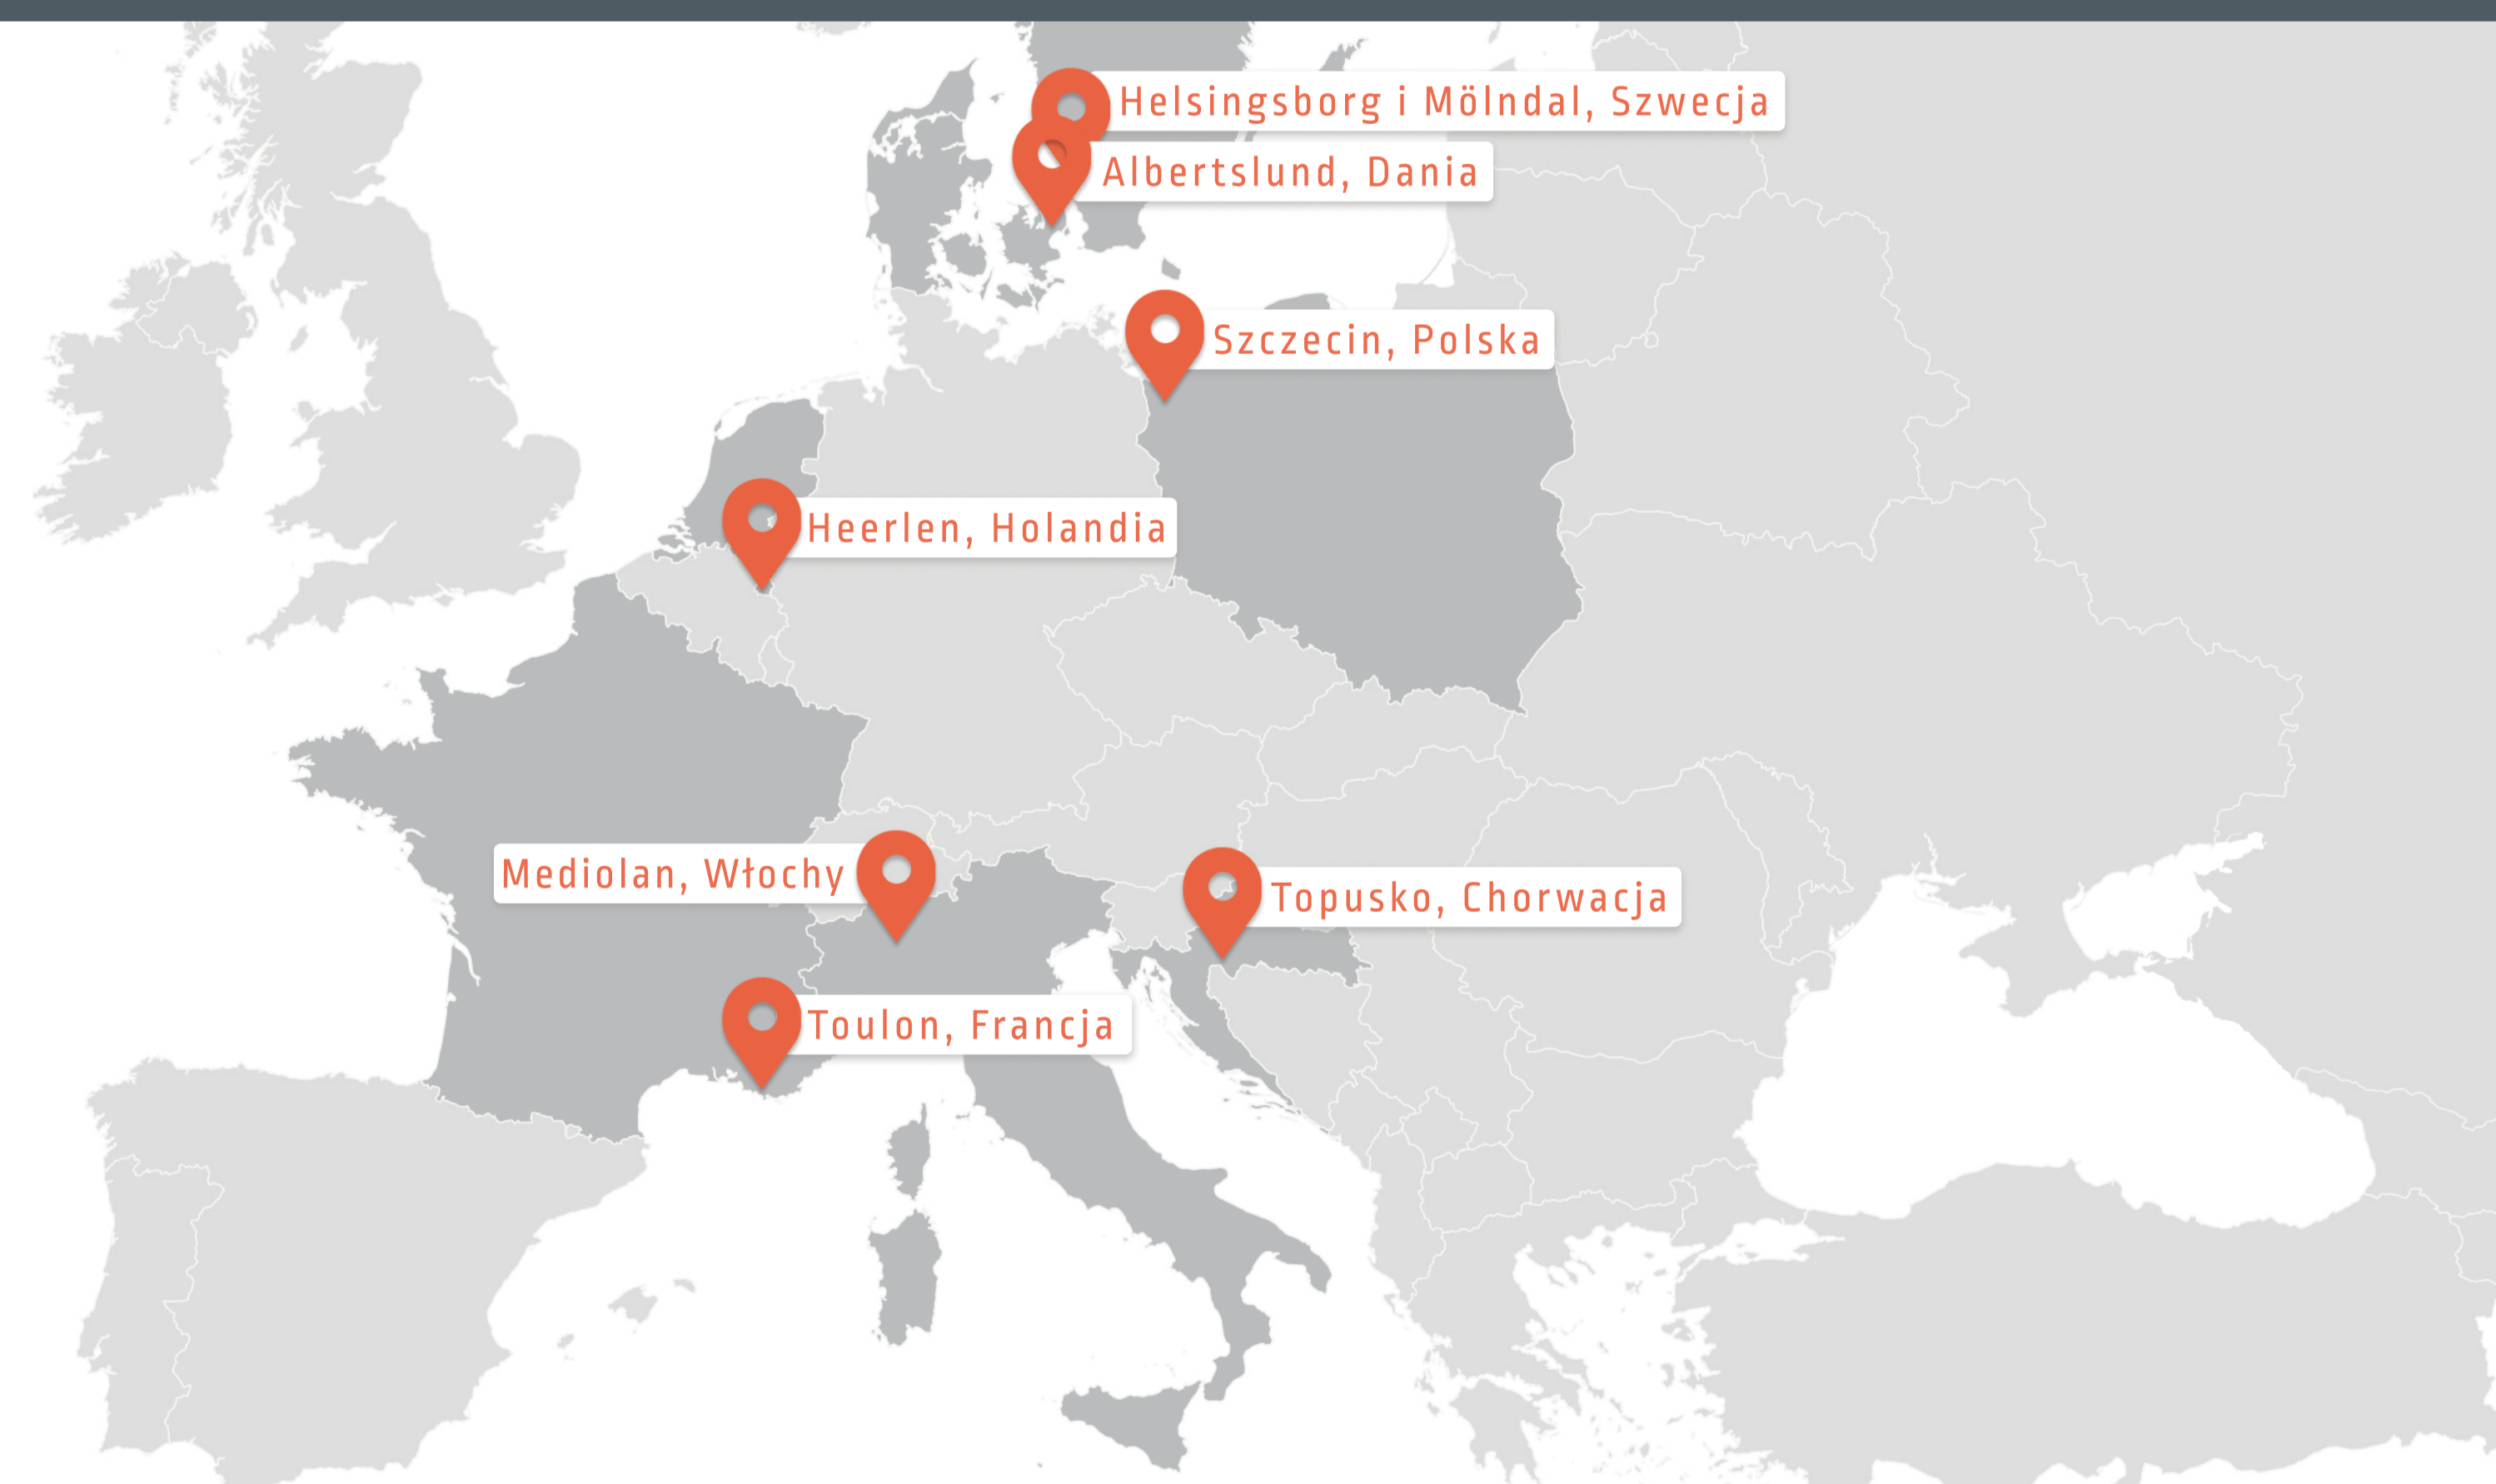 Helsingsborg i Mölndal, Szwecja
Albertslund, Dania
Szczecin, Polska
Heerlen, Holandia
Mediolan, Włochy
Topusko, Chorwacja
Toulon, Francja